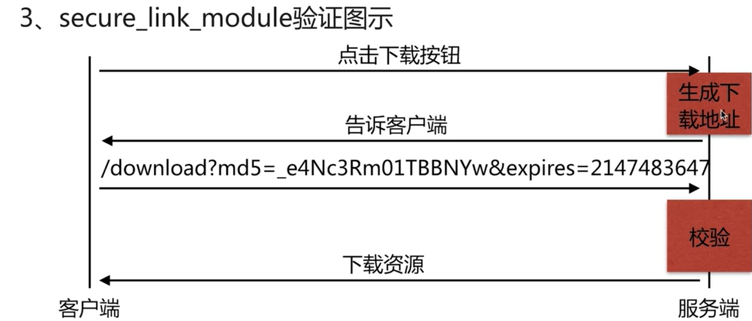 3、secure_link_module验证图示
点击下载按钮
生成下
载地址
告诉客户端
/download?md5=_e4Nc3Rm01TBBNYw&expires=2147483647
校验
下载资源
客户端
服务端